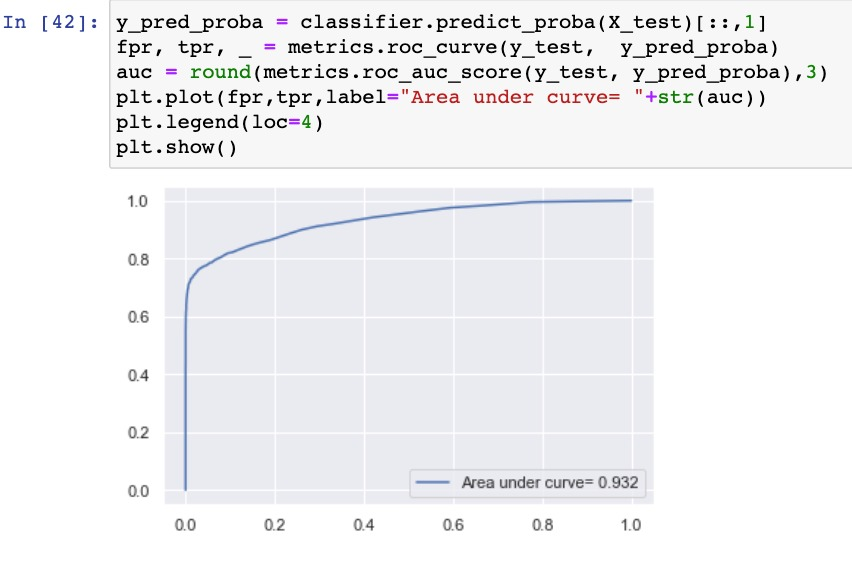 In [42]: y_pred_proba = classifier.predict_proba(X_test)[::,1]
fpr, tpr, _ = metrics.roc_curve(y_test,  y_pred_proba)
auc = round(metrics.roc_auc_score(y_test, y_pred_proba),3)
plt.plot(fpr,tpr,label="Area under curve= "+str(auc))
plt.legend(loc=4)
plt.show()
1.0
0.8
0.6
0.4
0.2
0.0
Area under curve= 0.932
0.0 0.2 0.4 0.6 0.8 1.0